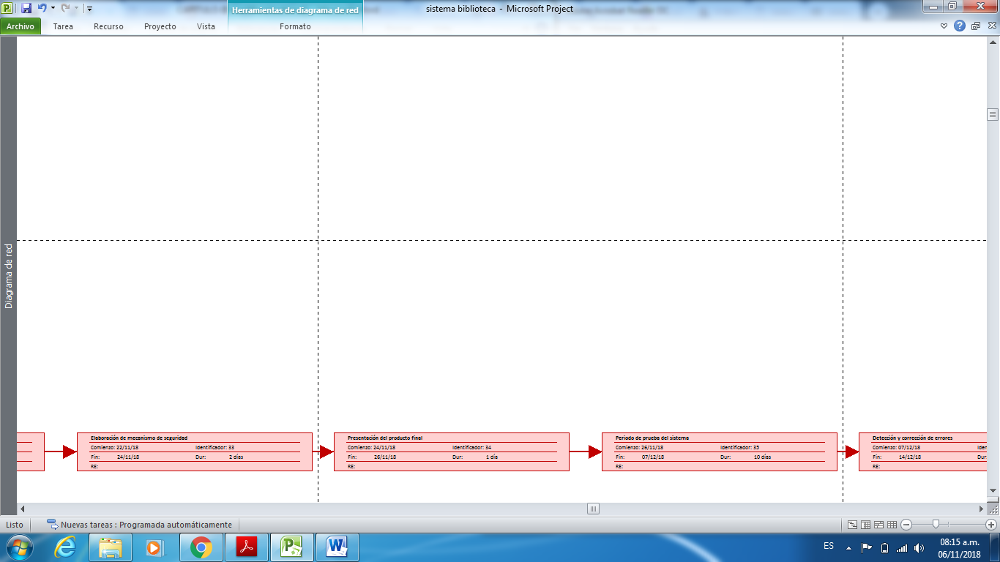 Herramientas de diagrama de red
sistema biblioteca - Microsoft Project
Archivo Tarea Recurso Proyecto Vista Formato
Diagrama de red
Elaboración de mecanismo de seguridad
Comienzo: 22/11/18 Identificador: 33
Fin: 24/11/18 Dur: 2 días
RE:
Presentación del producto final
Comienzo: 24/11/18 Identificador: 34
Fin: 26/11/18 Dur: 1 día
RE:
Periodo de prueba del sistema
Comienzo: 26/11/18 Identificador: 35
Fin: 07/12/18 Dur: 10 días
RE:
Detección y corrección de errores
Comienzo: 07/12/18 Iden
Fin: 14/12/18 Dur
RE:
Listo Nuevas tareas : Programada automáticamente
ES
08:15 a.m.
06/11/2018